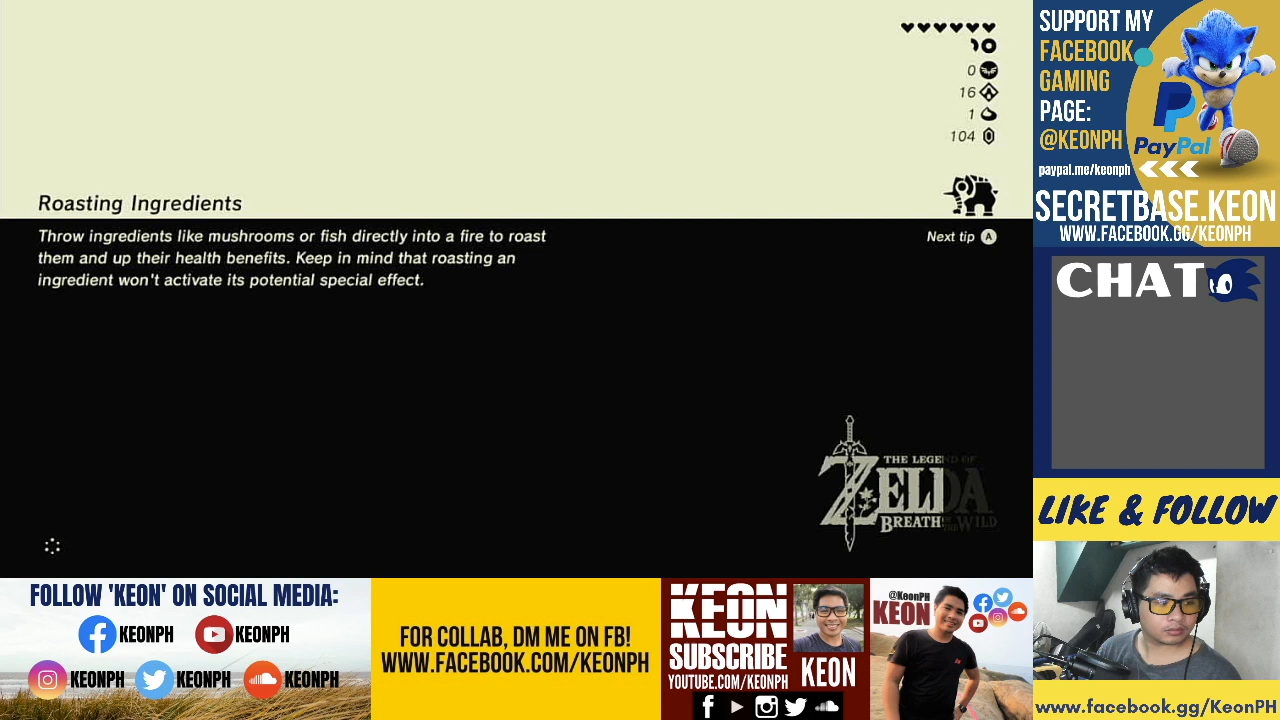 0
16
1
104
Roasting Ingredients
Throw ingredients like mushrooms or fish directly into a fire to roast
them and up their health benefits. Keep in mind that roasting an
ingredient won't activate its potential special effect.
Next tip A
THE LEGEND OF
ZELDA
BREATH OF THE WILD
SUPPORT MY
FACEBOOK
GAMING
PAGE:
@KEONPH
PayPal
paypal.me/keonph
SECRETBASE.KEON
WWW.FACEBOOK.GG/KEONPH
CHAT
LIKE & FOLLOW
www.facebook.gg/KeonPH
FOLLOW 'KEON' ON SOCIAL MEDIA:
KEONPH KEONPH
KEONPH KEONPH KEONPH
FOR COLLAB, DM ME ON FB!
WWW.FACEBOOK.COM/KEONPH
KEON
SUBSCRIBE
YOUTUBE.COM/KEONPH
KEON
@KeonPH
KEON